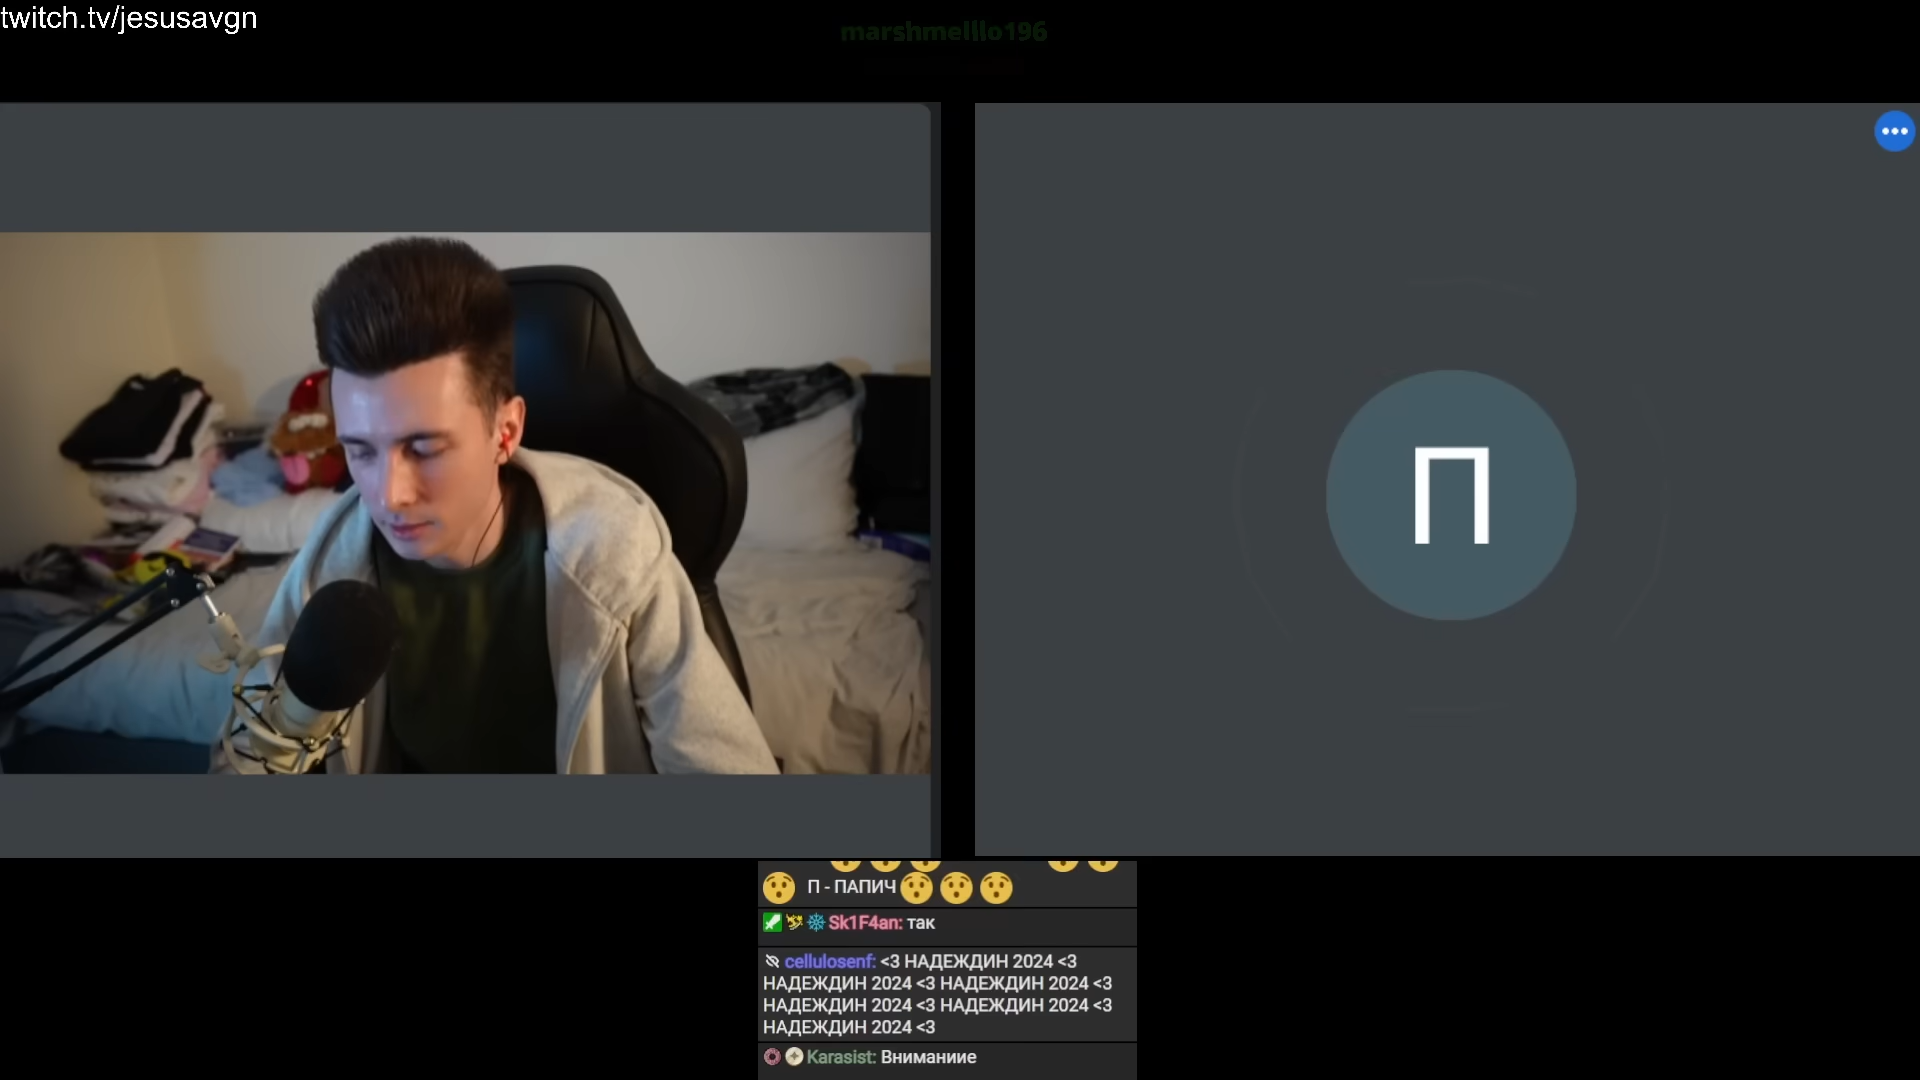 twitch.tv/jesusavgn
marshmelllo196
П
П - ПАПИЧ
Sk1F4an: так
cellulosenf: <3 НАДЕЖДИН 2024 <3
НАДЕЖДИН 2024 <3 НАДЕЖДИН 2024 <3
НАДЕЖДИН 2024 <3 НАДЕЖДИН 2024 <3
НАДЕЖДИН 2024 <3
Karasist: Вниманиие